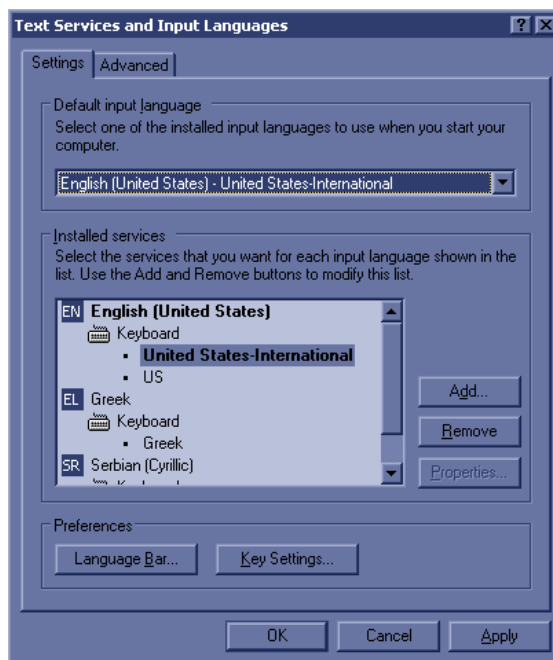 Text Services and Input Languages
Settings
Advanced
Default input language
Select one of the installed input languages to use when you start your
computer.
English (United States) - United States-International
Installed services
Select the services that you want for each input language shown in the
list. Use the Add and Remove buttons to modify this list.
EN English (United States)
Keyboard
• United States-International
• US
EL Greek
Keyboard
• Greek
SR Serbian (Cyrillic)
Add...
Remove
Properties...
Preferences
Language Bar...
Key Settings...
OK
Cancel
Apply